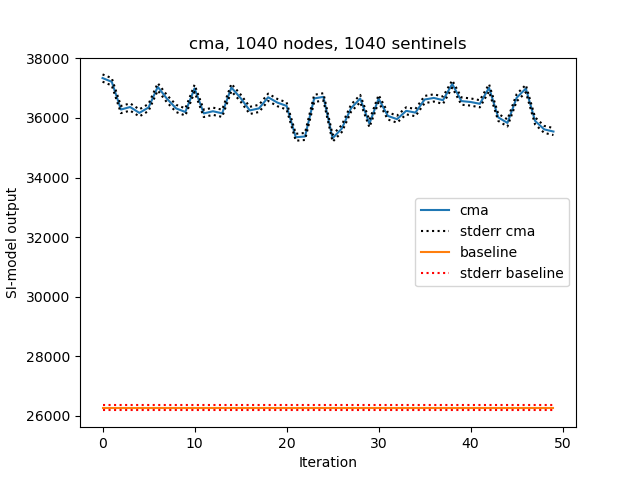 cma, 1040 nodes, 1040 sentinels
SI-model output
38000
36000
34000
32000
30000
28000
26000
cma
stderr cma
baseline
stderr baseline
0 10 20 30 40 50
Iteration